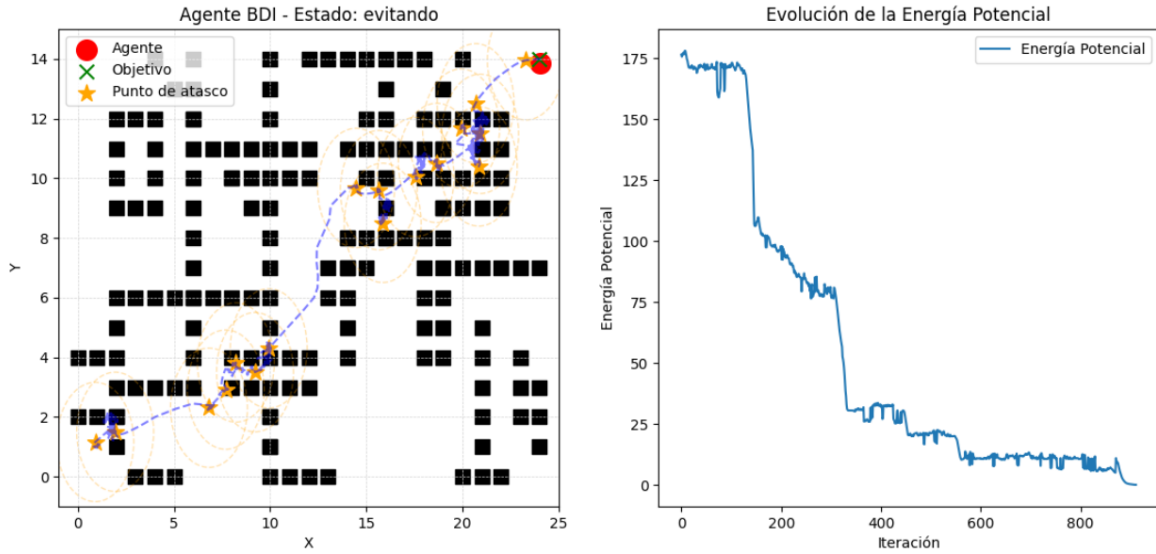 Agente BDI - Estado: evitando
Agente
Objetivo
Punto de atasco
14
12
10
8
6
4
2
0
Y
0 5 10 15 20 25
X
Evolución de la Energía Potencial
Energía Potencial
175
150
125
100
75
50
25
0
Energía Potencial
0 200 400 600 800
Iteración